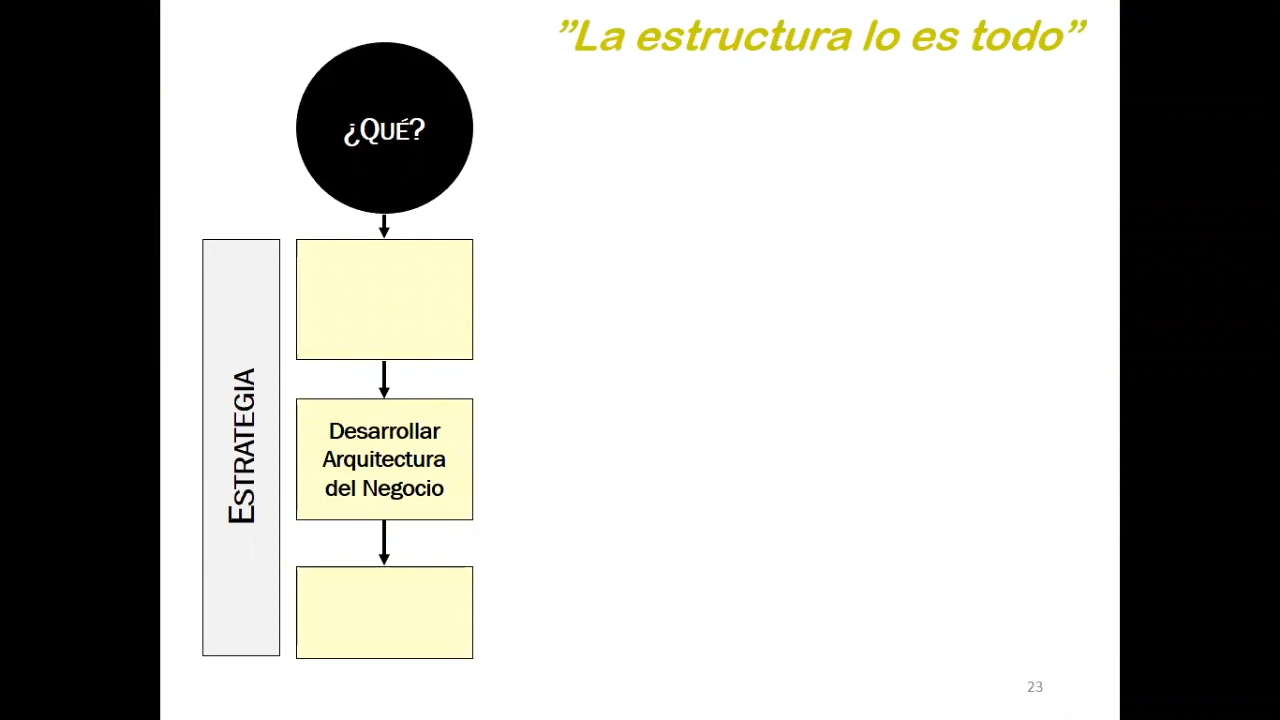 ”La estructura lo es todo”
¿QUÉ?
ESTRATEGIA
Desarrollar
Arquitectura
del Negocio
23